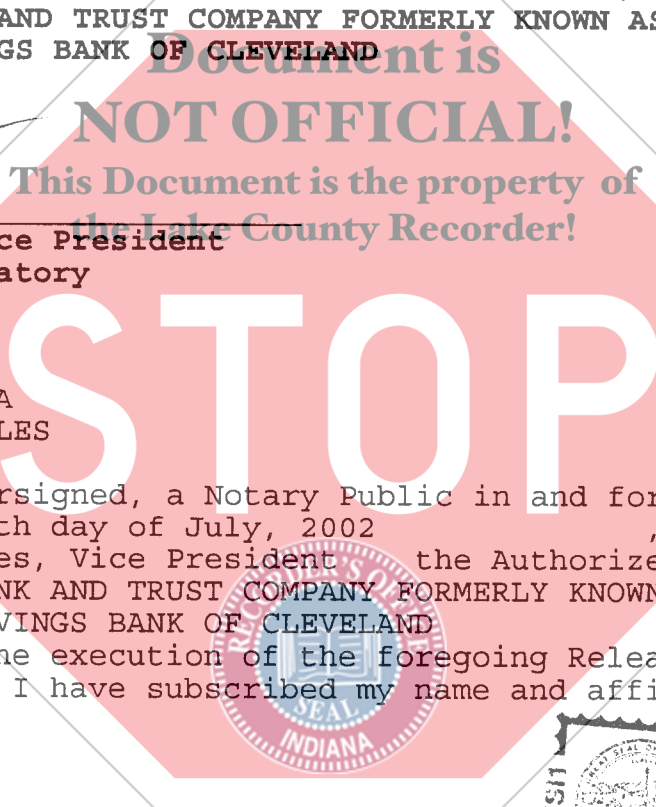 AND TRUST COMPANY FORMERLY KNOWN AS
GS BANK OF CLEVELAND
Document is
NOT OFFICIAL!
This Document is the property of
the Lake County Recorder!
ce President
atory
STOP
A
LES
rsigned, a Notary Public in and for
th day of July, 2002 ,
es, Vice President the Authorize
NK AND TRUST COMPANY FORMERLY KNOWN
VINGS BANK OF CLEVELAND
he execution of the foregoing Relea
I have subscribed my name and affi
RECORDER'S OFFICE
SEAL
INDIANA